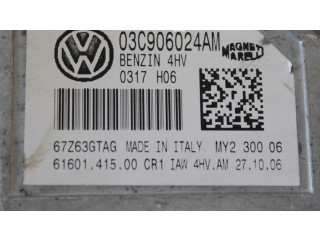 03C906024AM
BENZIN 4HV
0317 H06
MAGNETI
MARELLI
67Z63GTAG MADE IN ITALY MY2 300 06
61601.415.00 CR1 IAW 4HV.AM 27.10.06